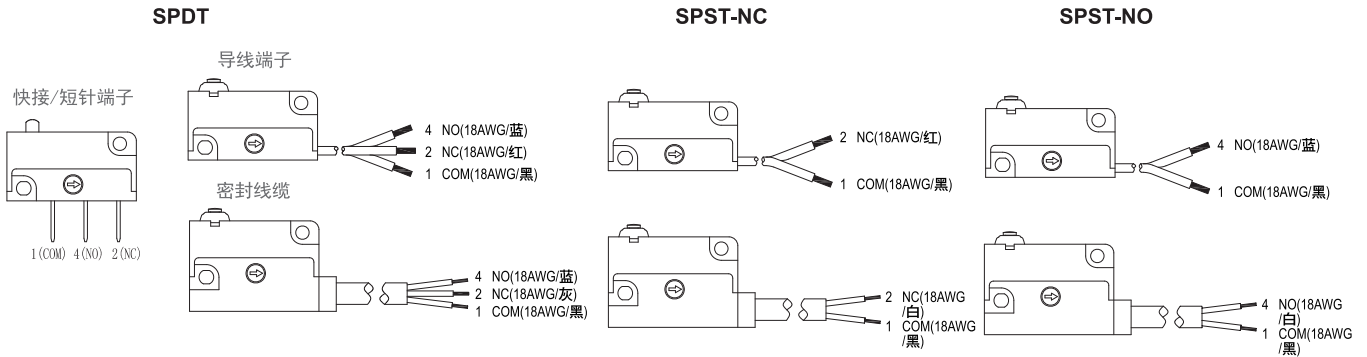 SPDT
快接/短针端子
1(COM) 4(NO) 2(NC)
导线端子
4 NO(18AWG/蓝)
2 NC(18AWG/红)
1 COM(18AWG/黑)
密封线缆
4 NO(18AWG/蓝)
2 NC(18AWG/灰)
1 COM(18AWG/黑)
SPST-NC
2 NC(18AWG/红)
1 COM(18AWG/黑)
2 NC(18AWG
/白)
1 COM(18AWG
/黑)
SPST-NO
4 NO(18AWG/蓝)
1 COM(18AWG/黑)
4 NO(18AWG
/白)
1 COM(18AWG
/黑)